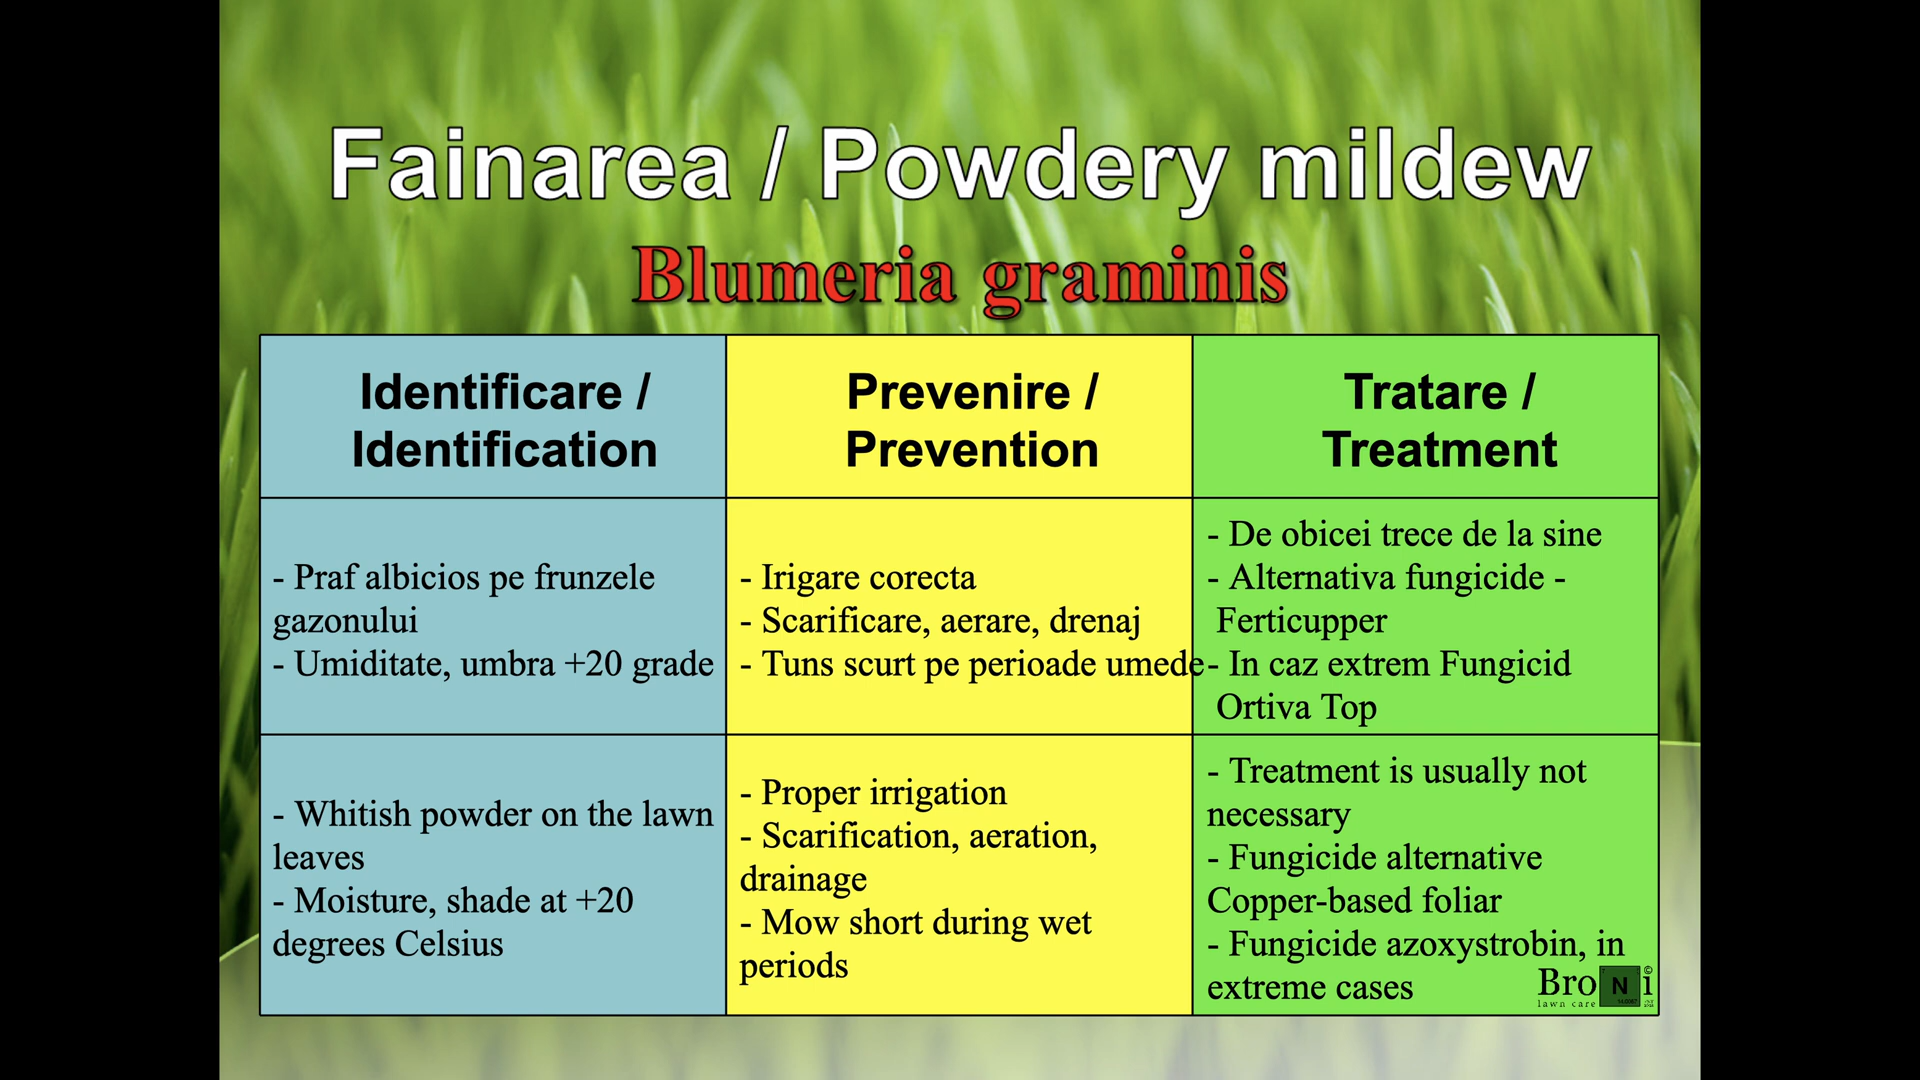 Fainarea / Powdery mildew
Blumeria graminis
Identificare /
Identification
Prevenire /
Prevention
Tratare /
Treatment
- Praf albicios pe frunzele
gazonului
- Umiditate, umbra +20 grade
- Irigare corecta
- Scarificare, aerare, drenaj
- Tuns scurt pe perioade umede
- De obicei trece de la sine
- Alternativa fungicide -
Ferticupper
- In caz extrem Fungicid
Ortiva Top
- Whitish powder on the lawn
leaves
- Moisture, shade at +20
degrees Celsius
- Proper irrigation
- Scarification, aeration,
drainage
- Mow short during wet
periods
- Treatment is usually not
necessary
- Fungicide alternative
Copper-based foliar
- Fungicide azoxystrobin, in
extreme cases
BroNi ©
lawn care